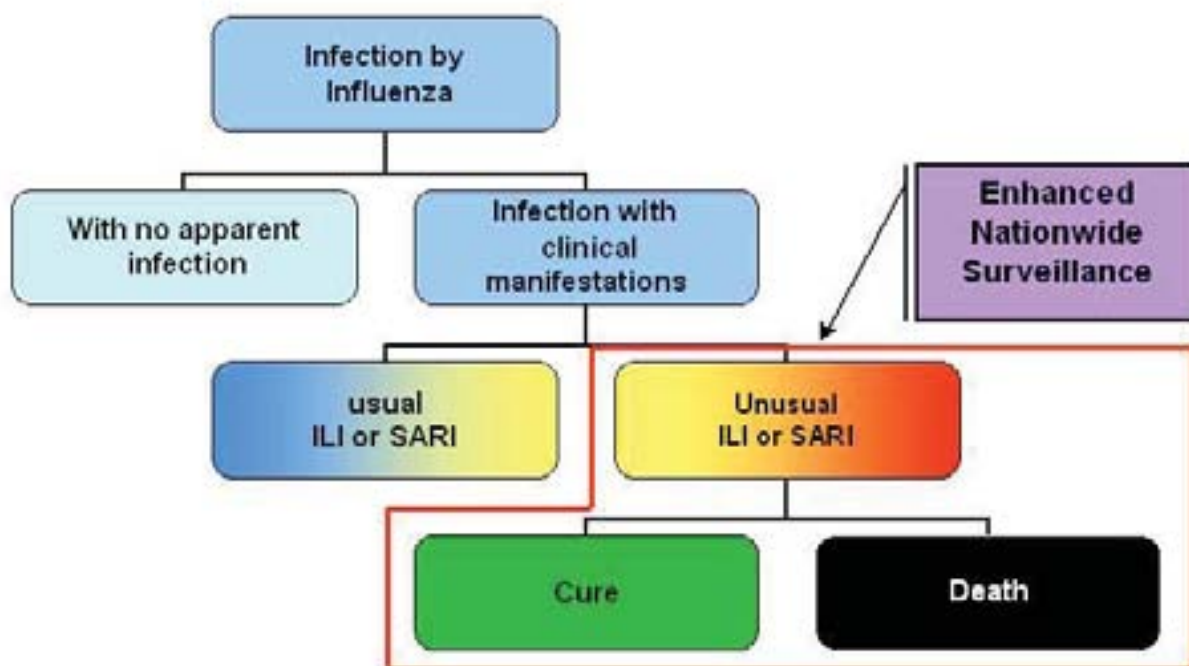 Infection by
Influenza
With no apparent
infection
Infection with
clinical
manifestations
Enhanced
Nationwide
Surveillance
usual
ILI or SARI
Unusual
ILI or SARI
Cure
Death